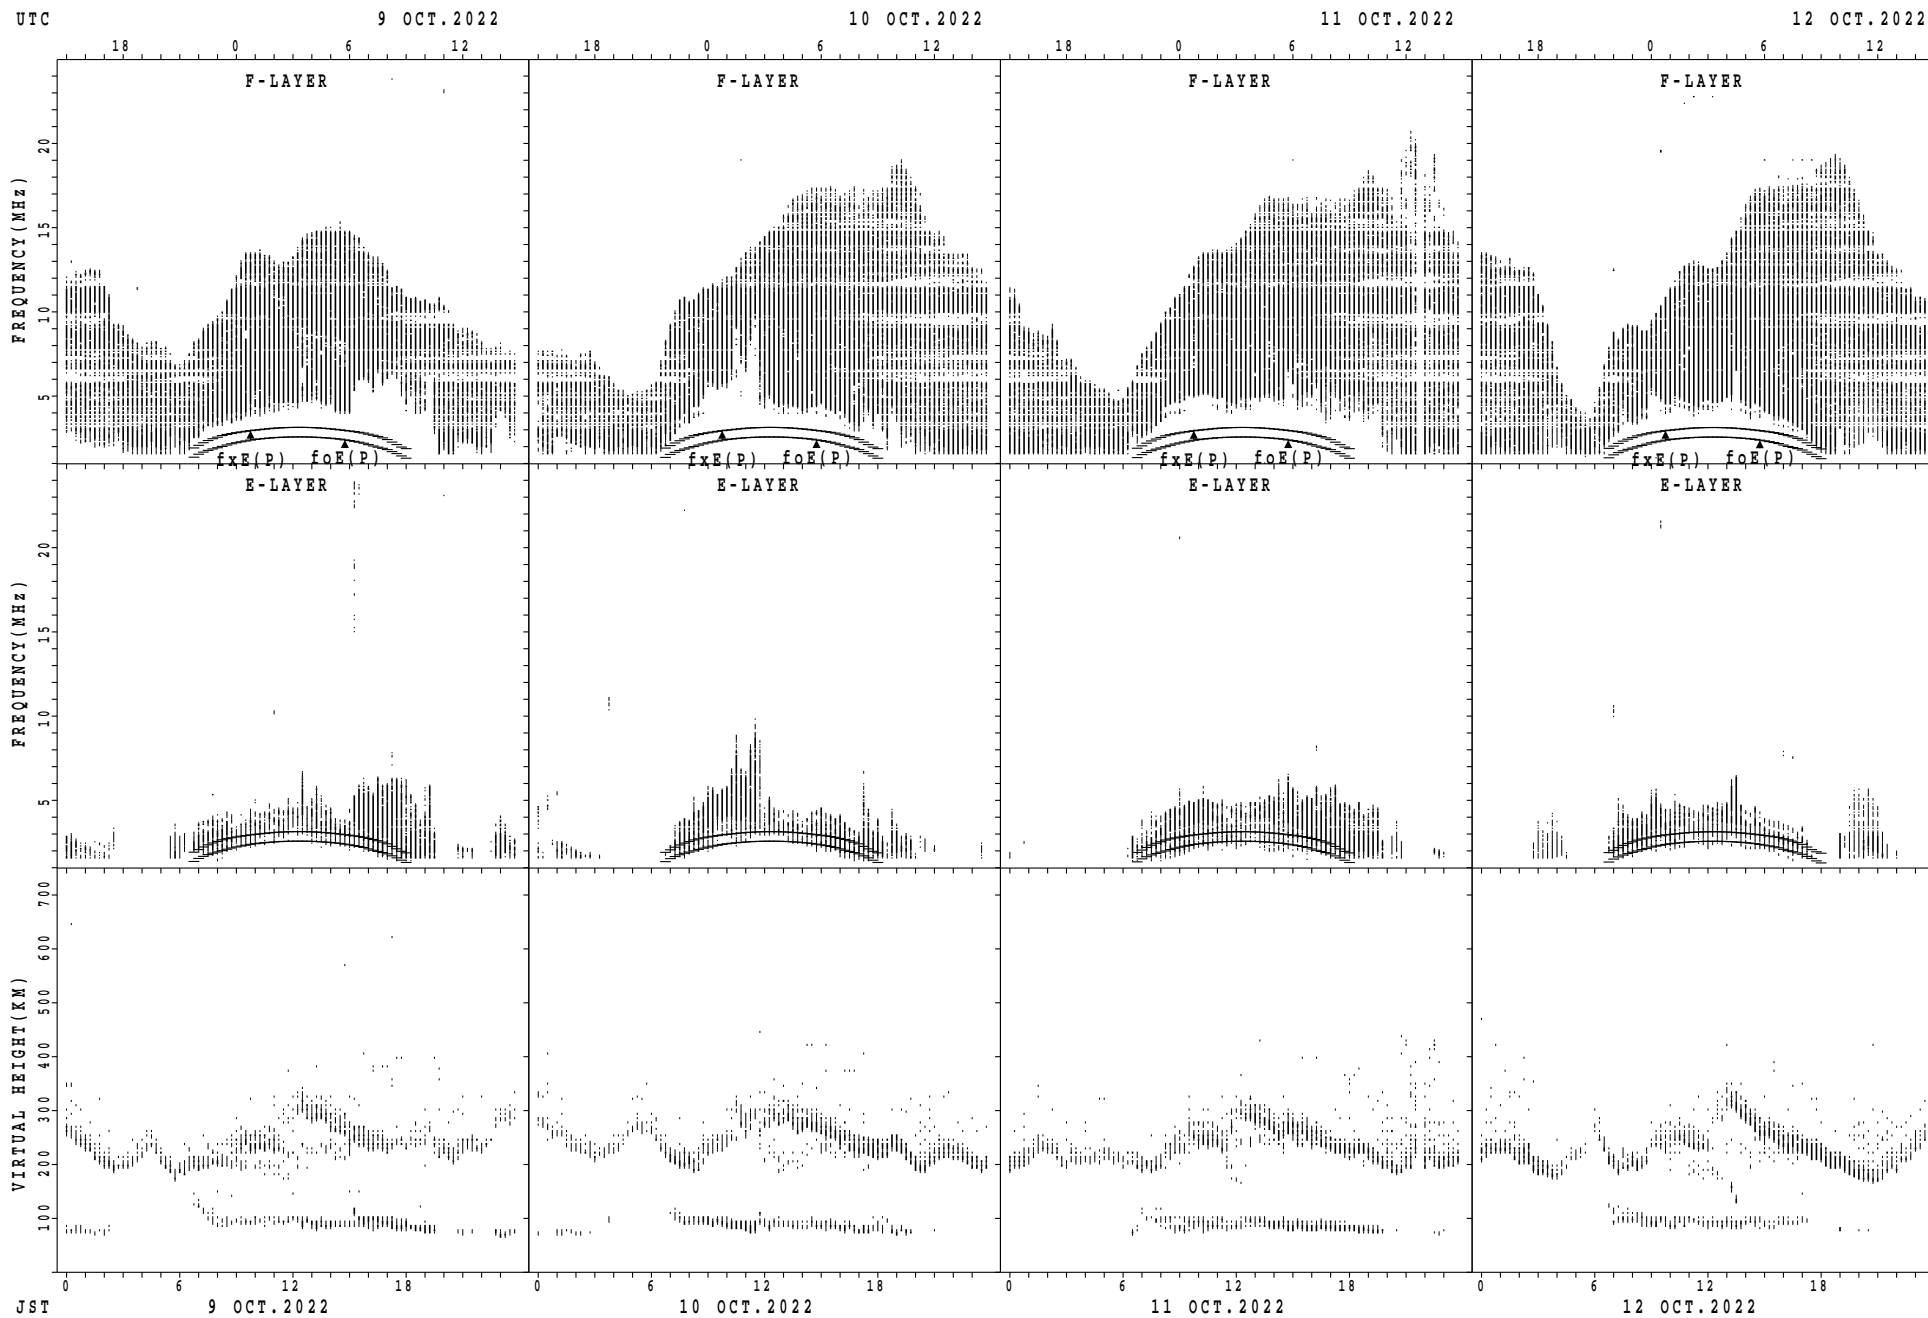 UTC 9 OCT.2022 10 OCT.2022 11 OCT.2022 12 OCT.2022
18 0 6 12 18 0 6 12 18 0 6 12 18 0 6 12
F-LAYER F-LAYER F-LAYER F-LAYER
FREQUENCY(MHz)
20
15
10
5
fxE(P) foE(P) fxE(P) foE(P) fxE(P) foE(P) fxE(P) foE(P)
E-LAYER E-LAYER E-LAYER E-LAYER
FREQUENCY(MHz)
20
15
10
5
VIRTUAL HEIGHT(KM)
700
600
500
400
300
200
100
0 6 12 18 0 6 12 18 0 6 12 18 0 6 12 18
JST 9 OCT.2022 10 OCT.2022 11 OCT.2022 12 OCT.2022